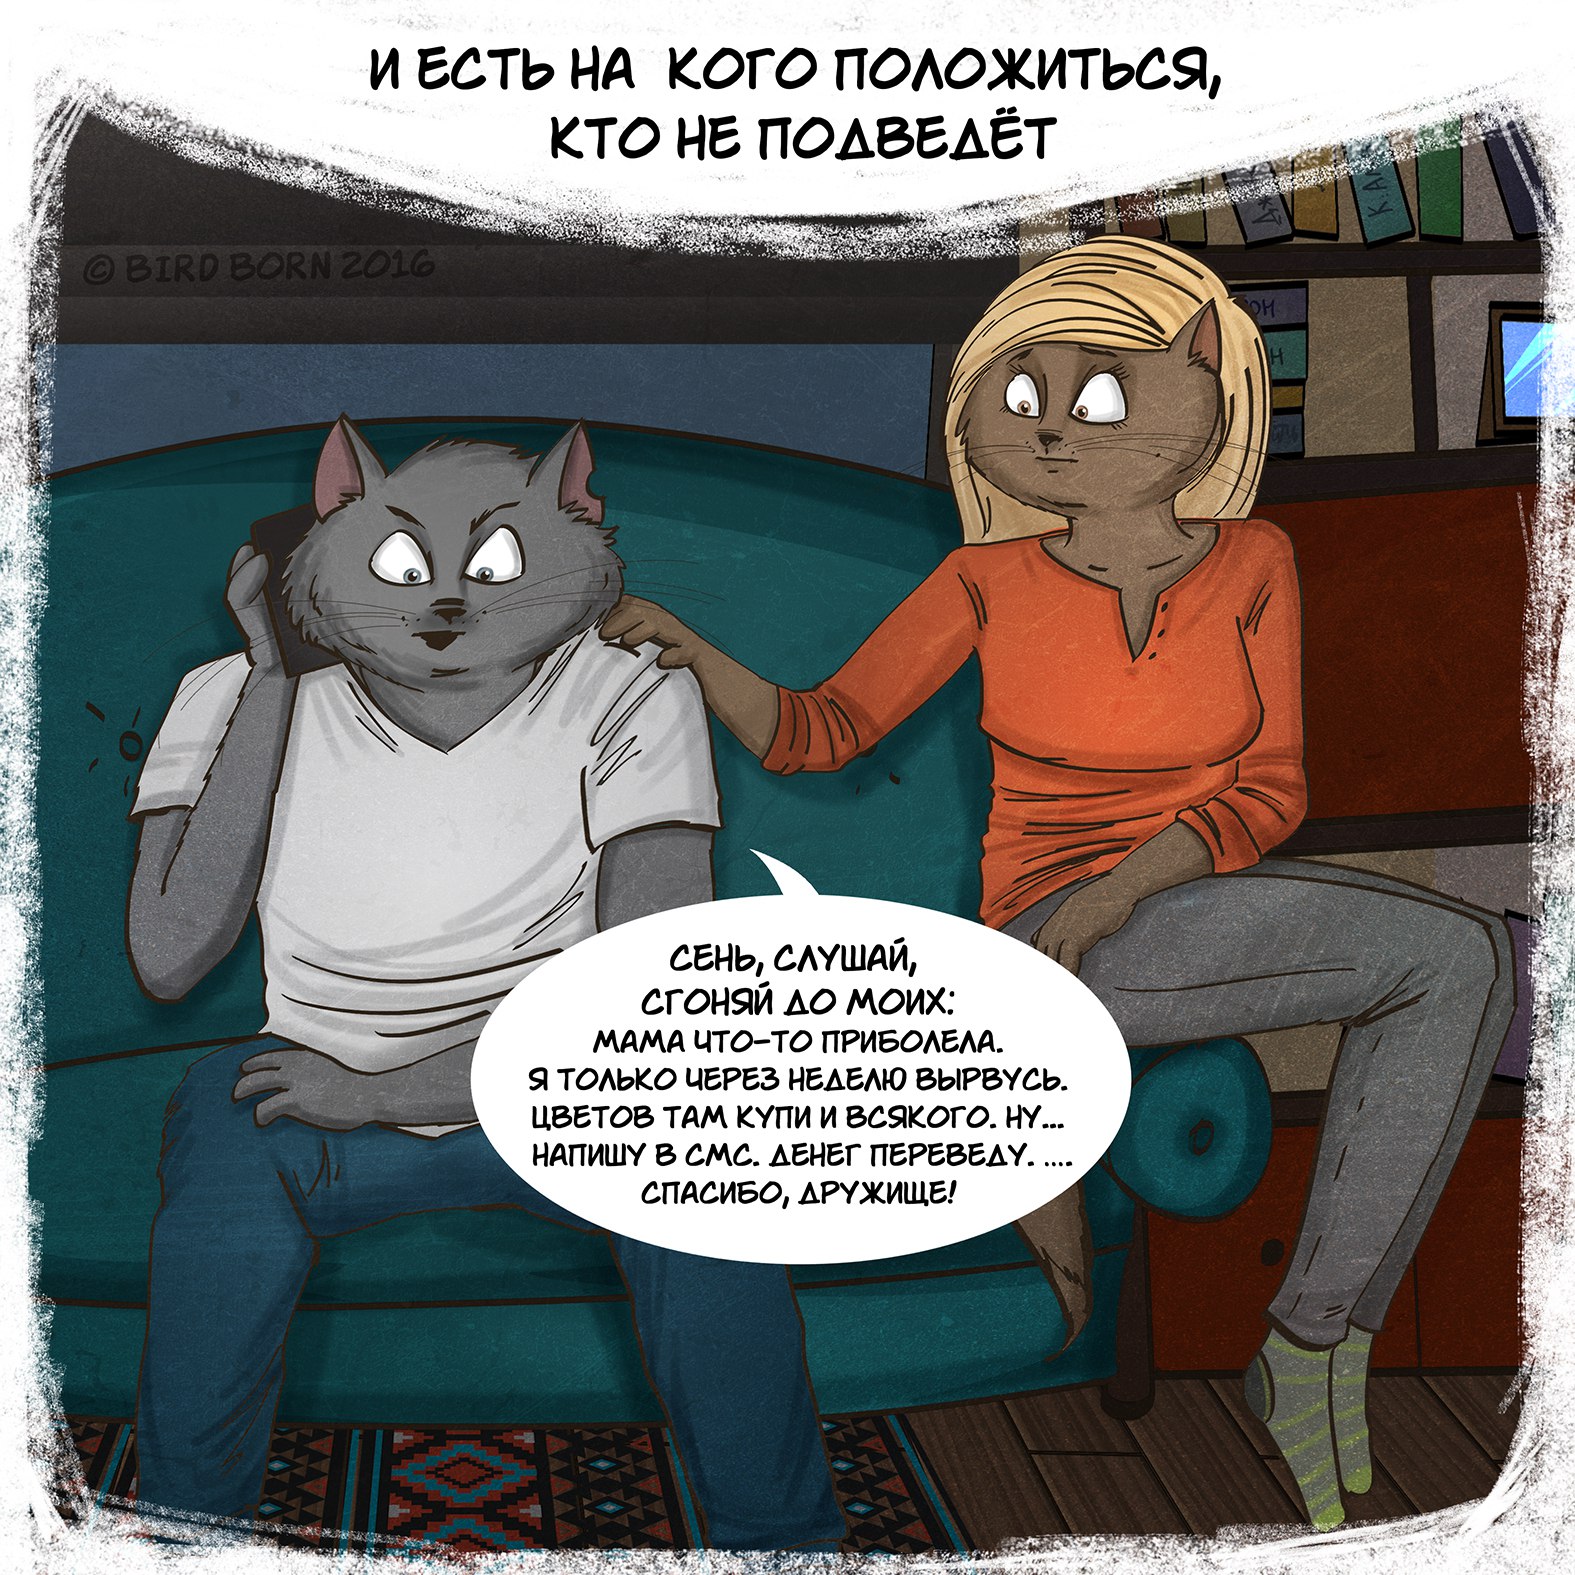 И ЕСТЬ НА КОГО ПОЛОЖИТЬСЯ,
КТО НЕ ПОДВЕДЁТ
© BIRD BORN 2016
СЕНЬ, СЛУШАЙ,
СГОНЯЙ ДО МОИХ:
МАМА ЧТО-ТО ПРИБОЛЕЛА.
Я ТОЛЬКО ЧЕРЕЗ НЕДЕЛЮ ВЫРВУСЬ.
ЦВЕТОВ ТАМ КУПИ И ВСЯКОГО. НУ...
НАПИШУ В СМС. ДЕНЕГ ПЕРЕВЕДУ. ....
СПАСИБО, ДРУЖИЩЕ!